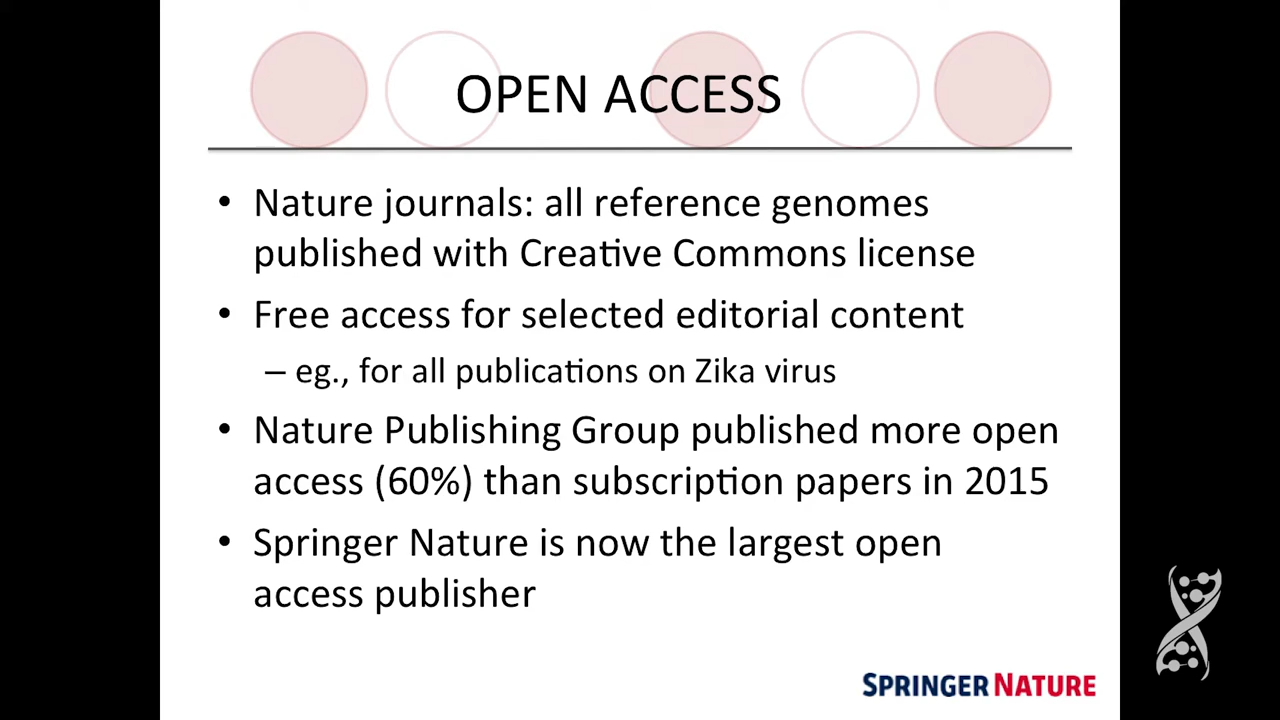 OPEN ACCESS
• Nature journals: all reference genomes
published with Creative Commons license
• Free access for selected editorial content
– eg., for all publications on Zika virus
• Nature Publishing Group published more open
access (60%) than subscription papers in 2015
• Springer Nature is now the largest open
access publisher
SPRINGER NATURE